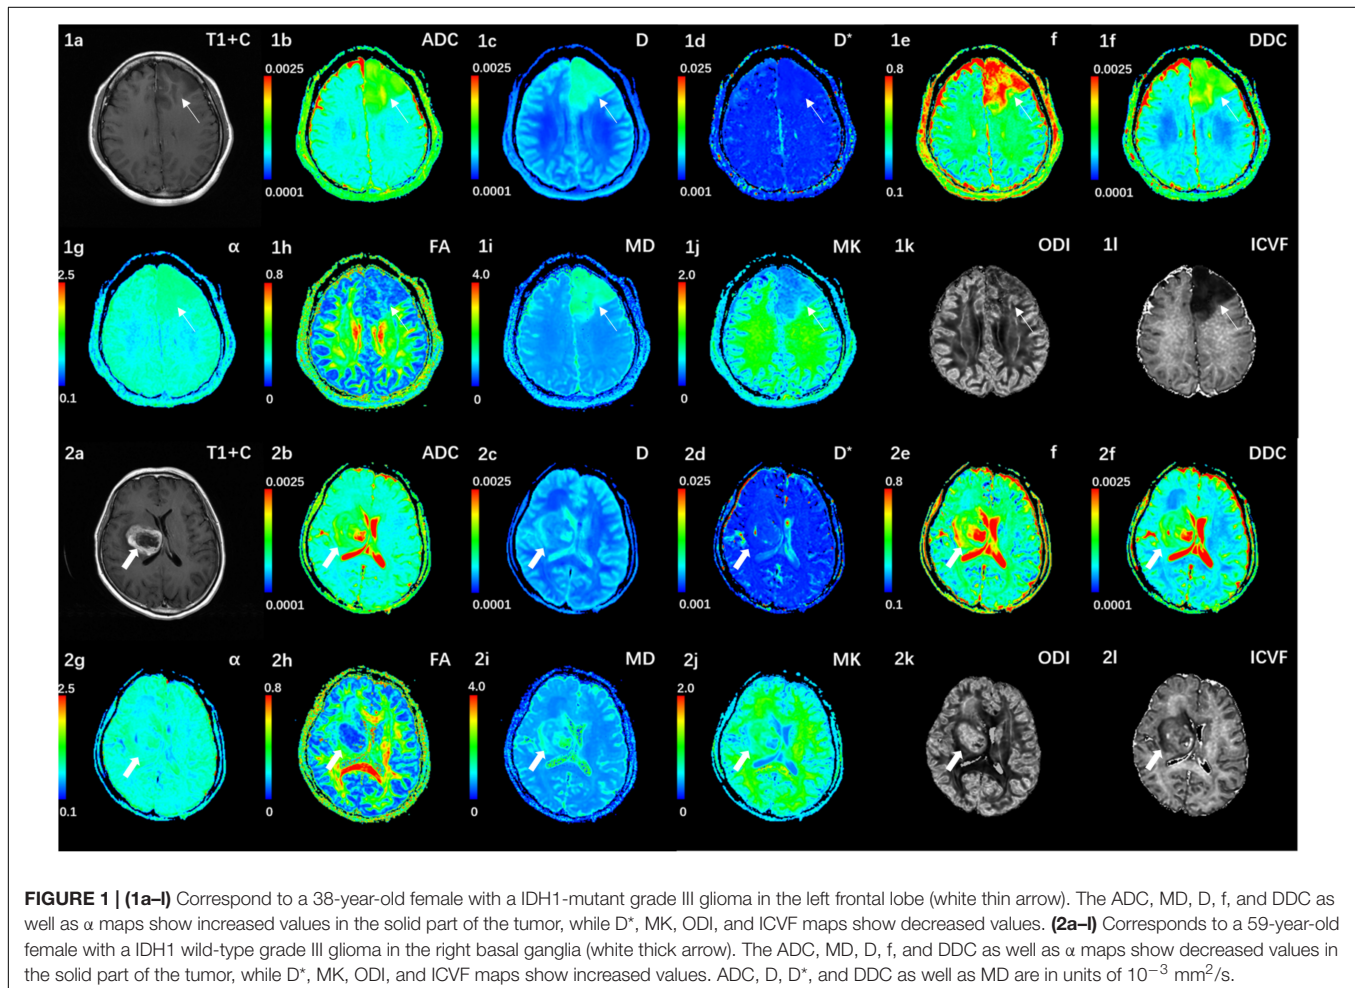 1a T1+C 1b ADC 1c D 1d D* 1e f 1f DDC
0.0025 0.0025 0.025 0.8 0.0025
0.0001 0.0001 0.001 0.1 0.0001
1g α 1h FA 1i MD 1j MK 1k ODI 1l ICVF
2.5 0.8 4.0 2.0
0.1 0 0 0
2a T1+C 2b ADC 2c D 2d D* 2e f 2f DDC
0.0025 0.0025 0.025 0.8 0.0025
0.0001 0.0001 0.001 0.1 0.0001
2g α 2h FA 2i MD 2j MK 2k ODI 2l ICVF
2.5 0.8 4.0 2.0
0.1 0 0 0
FIGURE 1 | (1a–l) Correspond to a 38-year-old female with a IDH1-mutant grade III glioma in the left frontal lobe (white thin arrow). The ADC, MD, D, f, and DDC as
well as α maps show increased values in the solid part of the tumor, while D*, MK, ODI, and ICVF maps show decreased values. (2a–l) Corresponds to a 59-year-old
female with a IDH1 wild-type grade III glioma in the right basal ganglia (white thick arrow). The ADC, MD, D, f, and DDC as well as α maps show decreased values in
the solid part of the tumor, while D*, MK, ODI, and ICVF maps show increased values. ADC, D, D*, and DDC as well as MD are in units of 10⁻³ mm²/s.